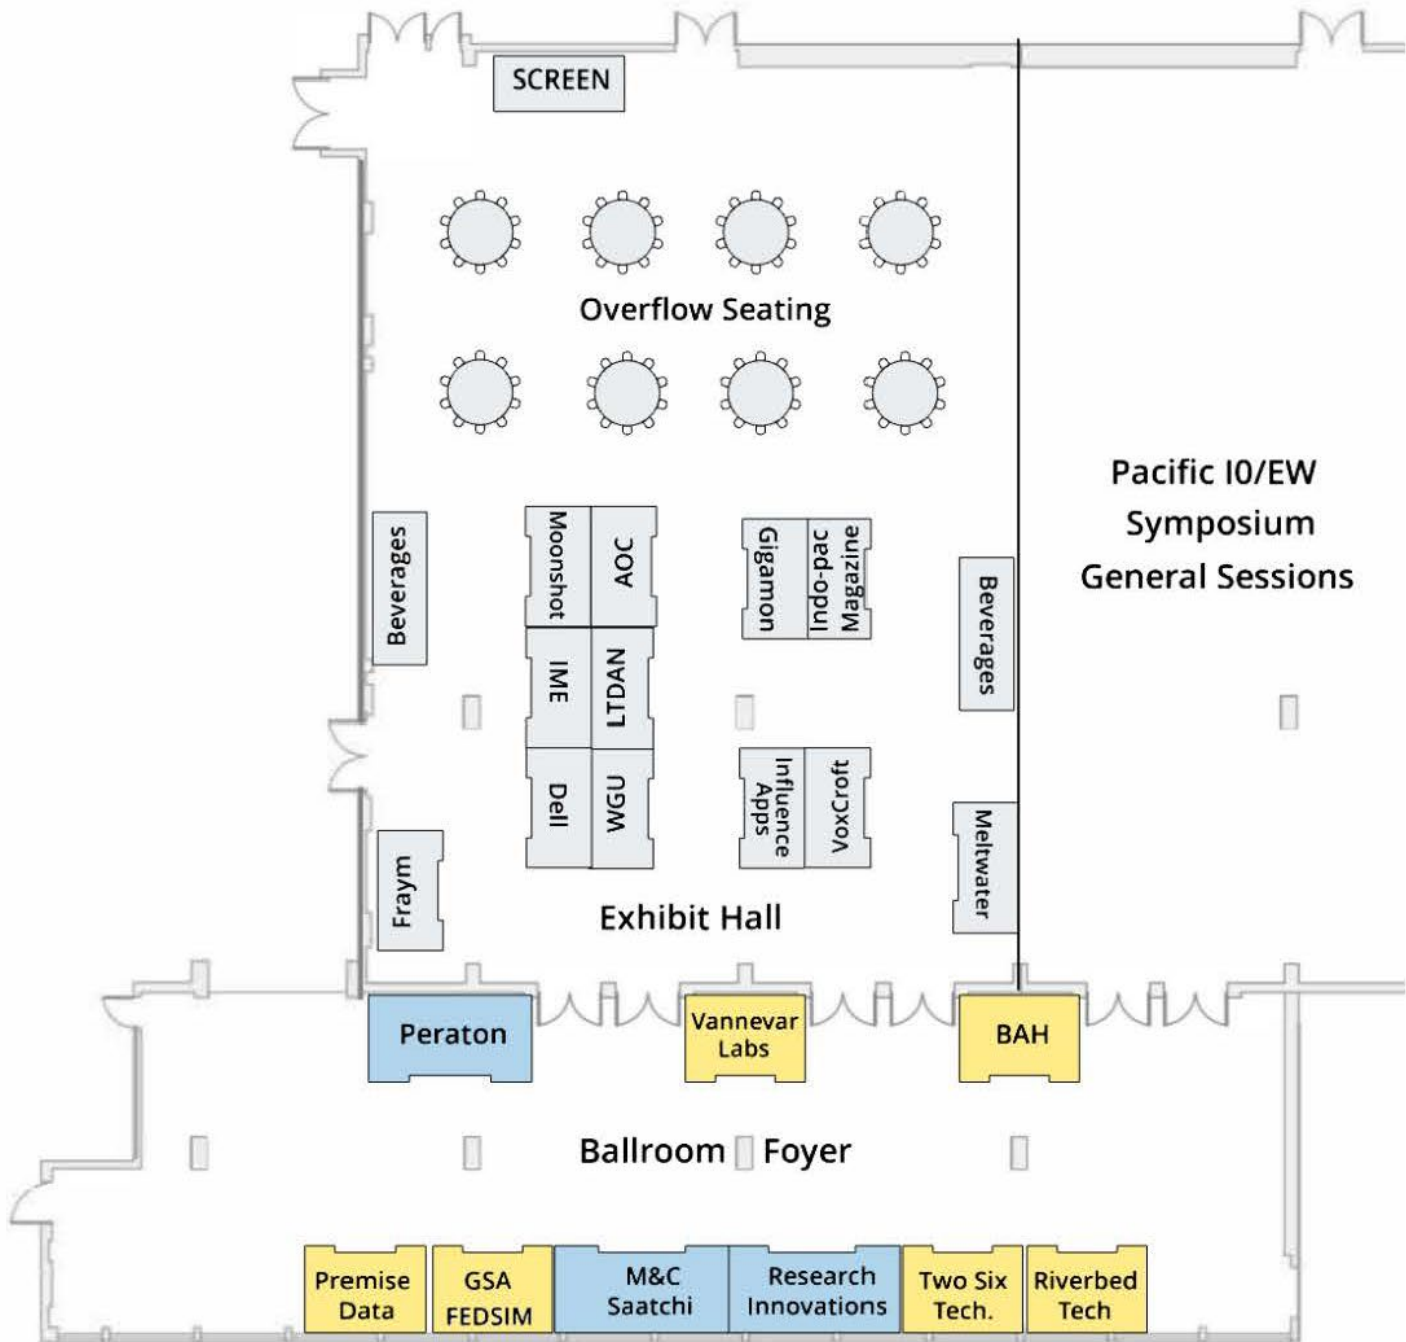 SCREEN
Overflow Seating
Pacific I0/EW
Symposium
General Sessions
Beverages
Moonshot
AOC
Gigamon
Indo-pac
Magazine
Beverages
IME
LTDAN
Dell
WGU
Influence
Apps
VoxCroft
Meltwater
Fraym
Exhibit Hall
Peraton
Vannevar
Labs
BAH
Ballroom Foyer
Premise
Data
GSA
FEDSIM
M&C
Saatchi
Research
Innovations
Two Six
Tech.
Riverbed
Tech